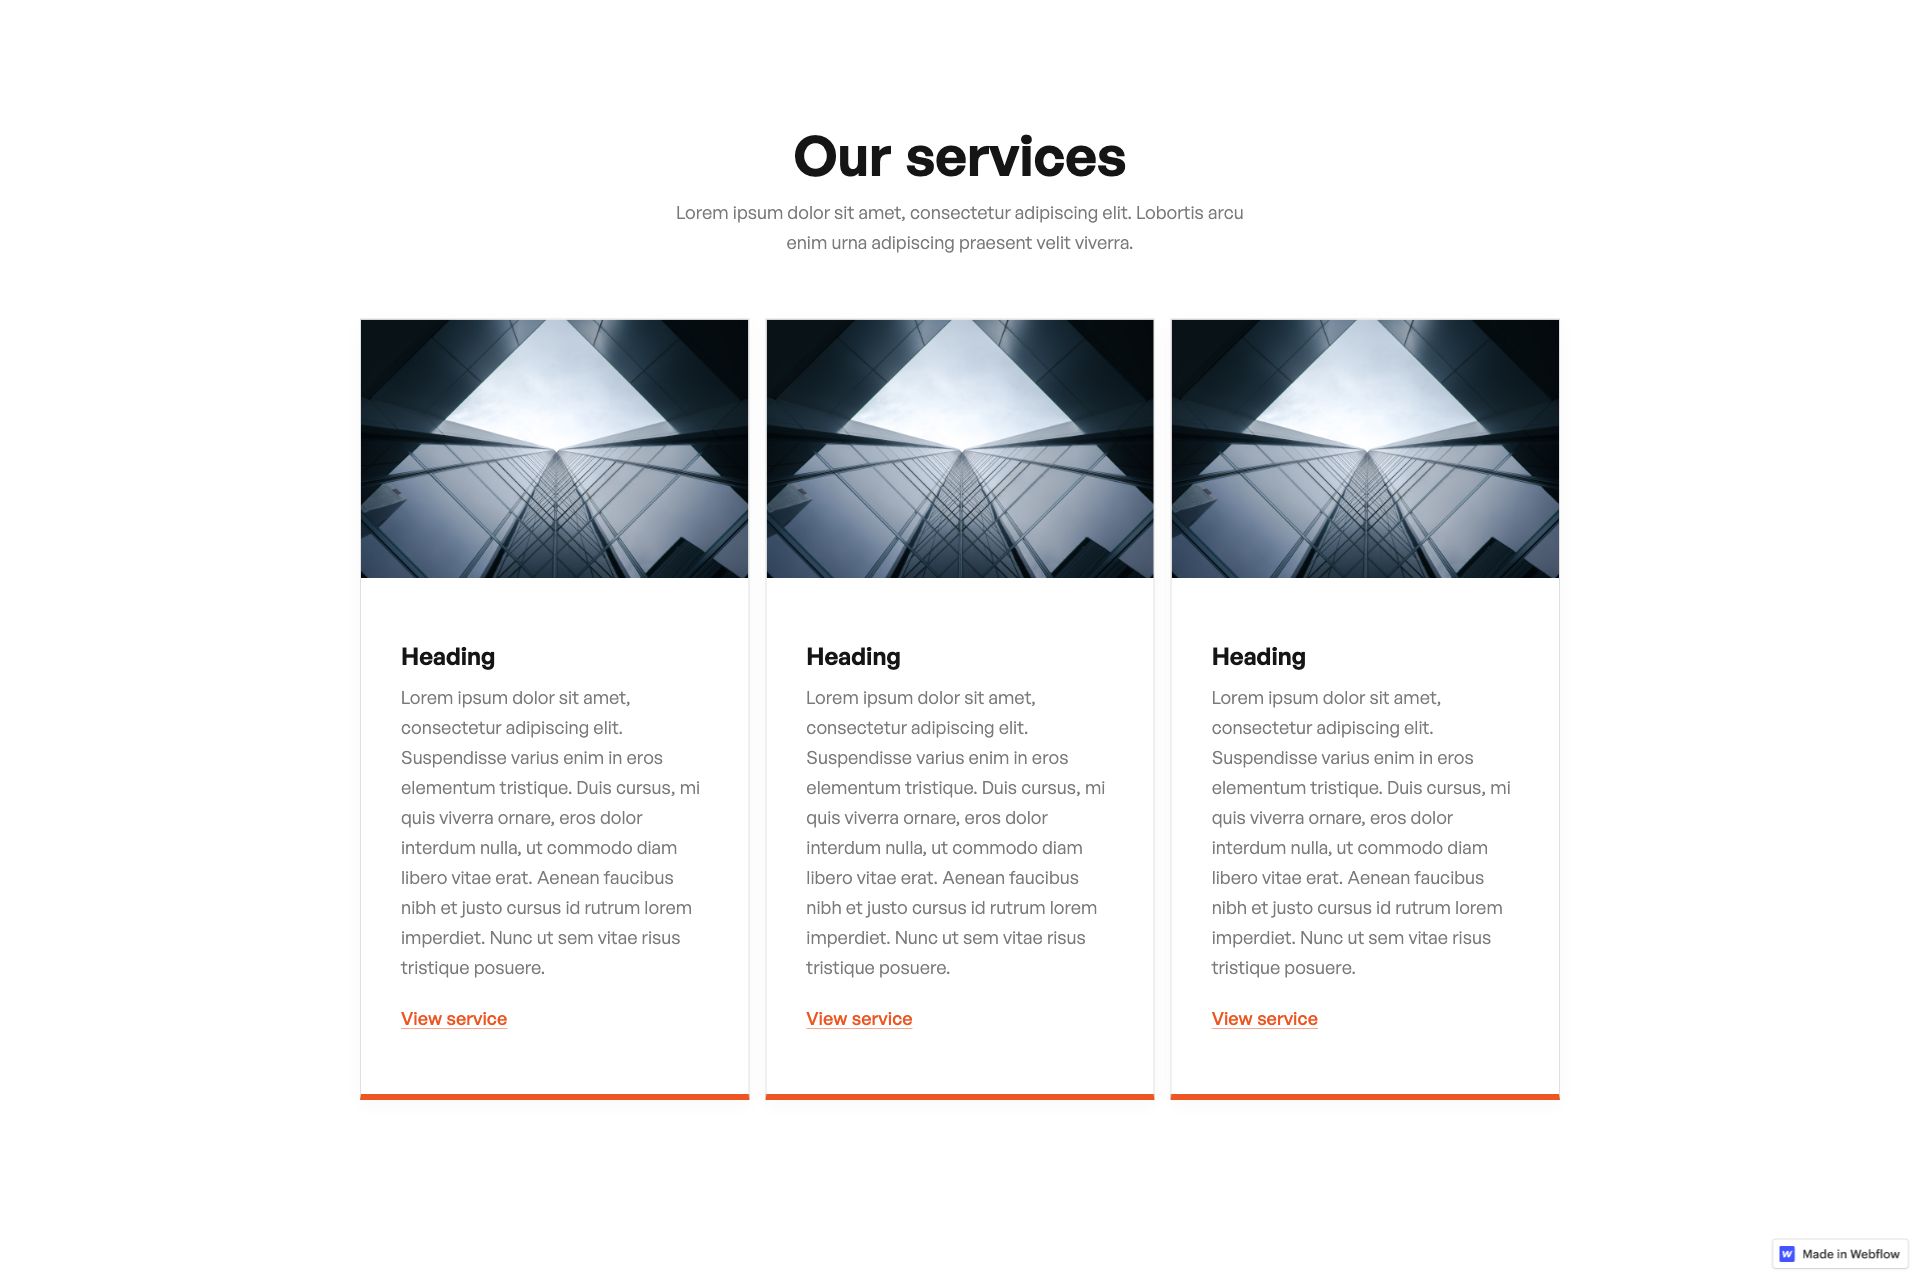 Our services
Lorem ipsum dolor sit amet, consectetur adipiscing elit. Lobortis arcu
enim urna adipiscing praesent velit viverra.
Heading
Lorem ipsum dolor sit amet,
consectetur adipiscing elit.
Suspendisse varius enim in eros
elementum tristique. Duis cursus, mi
quis viverra ornare, eros dolor
interdum nulla, ut commodo diam
libero vitae erat. Aenean faucibus
nibh et justo cursus id rutrum lorem
imperdiet. Nunc ut sem vitae risus
tristique posuere.
View service
Heading
Lorem ipsum dolor sit amet,
consectetur adipiscing elit.
Suspendisse varius enim in eros
elementum tristique. Duis cursus, mi
quis viverra ornare, eros dolor
interdum nulla, ut commodo diam
libero vitae erat. Aenean faucibus
nibh et justo cursus id rutrum lorem
imperdiet. Nunc ut sem vitae risus
tristique posuere.
View service
Heading
Lorem ipsum dolor sit amet,
consectetur adipiscing elit.
Suspendisse varius enim in eros
elementum tristique. Duis cursus, mi
quis viverra ornare, eros dolor
interdum nulla, ut commodo diam
libero vitae erat. Aenean faucibus
nibh et justo cursus id rutrum lorem
imperdiet. Nunc ut sem vitae risus
tristique posuere.
View service
Made in Webflow